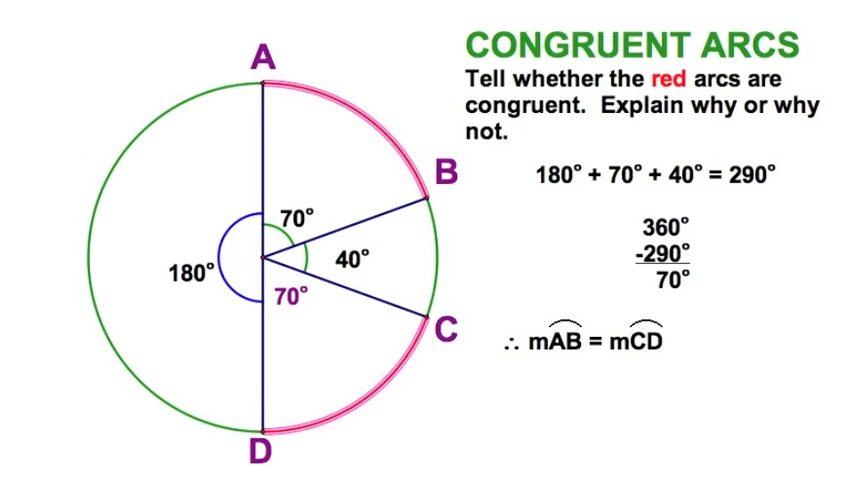 CONGRUENT ARCS
Tell whether the red arcs are
congruent.  Explain why or why
not.
180° + 70° + 40° = 290°
360°
-290°
70°
∴ mAB = mCD
A
B
70°
40°
180°
70°
C
D